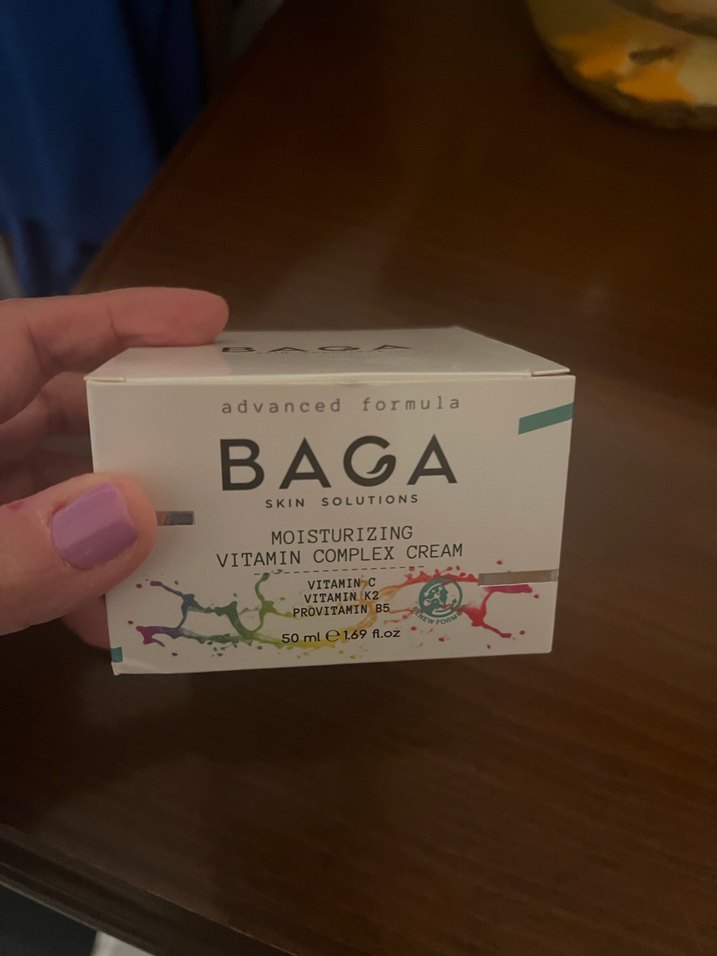 BAGA
advanced formula
BAGA
SKIN SOLUTIONS
MOISTURIZING
VITAMIN COMPLEX CREAM
VITAMIN C
VITAMIN K2
PROVITAMIN B5
50 ml ℮ 1.69 fl.oz